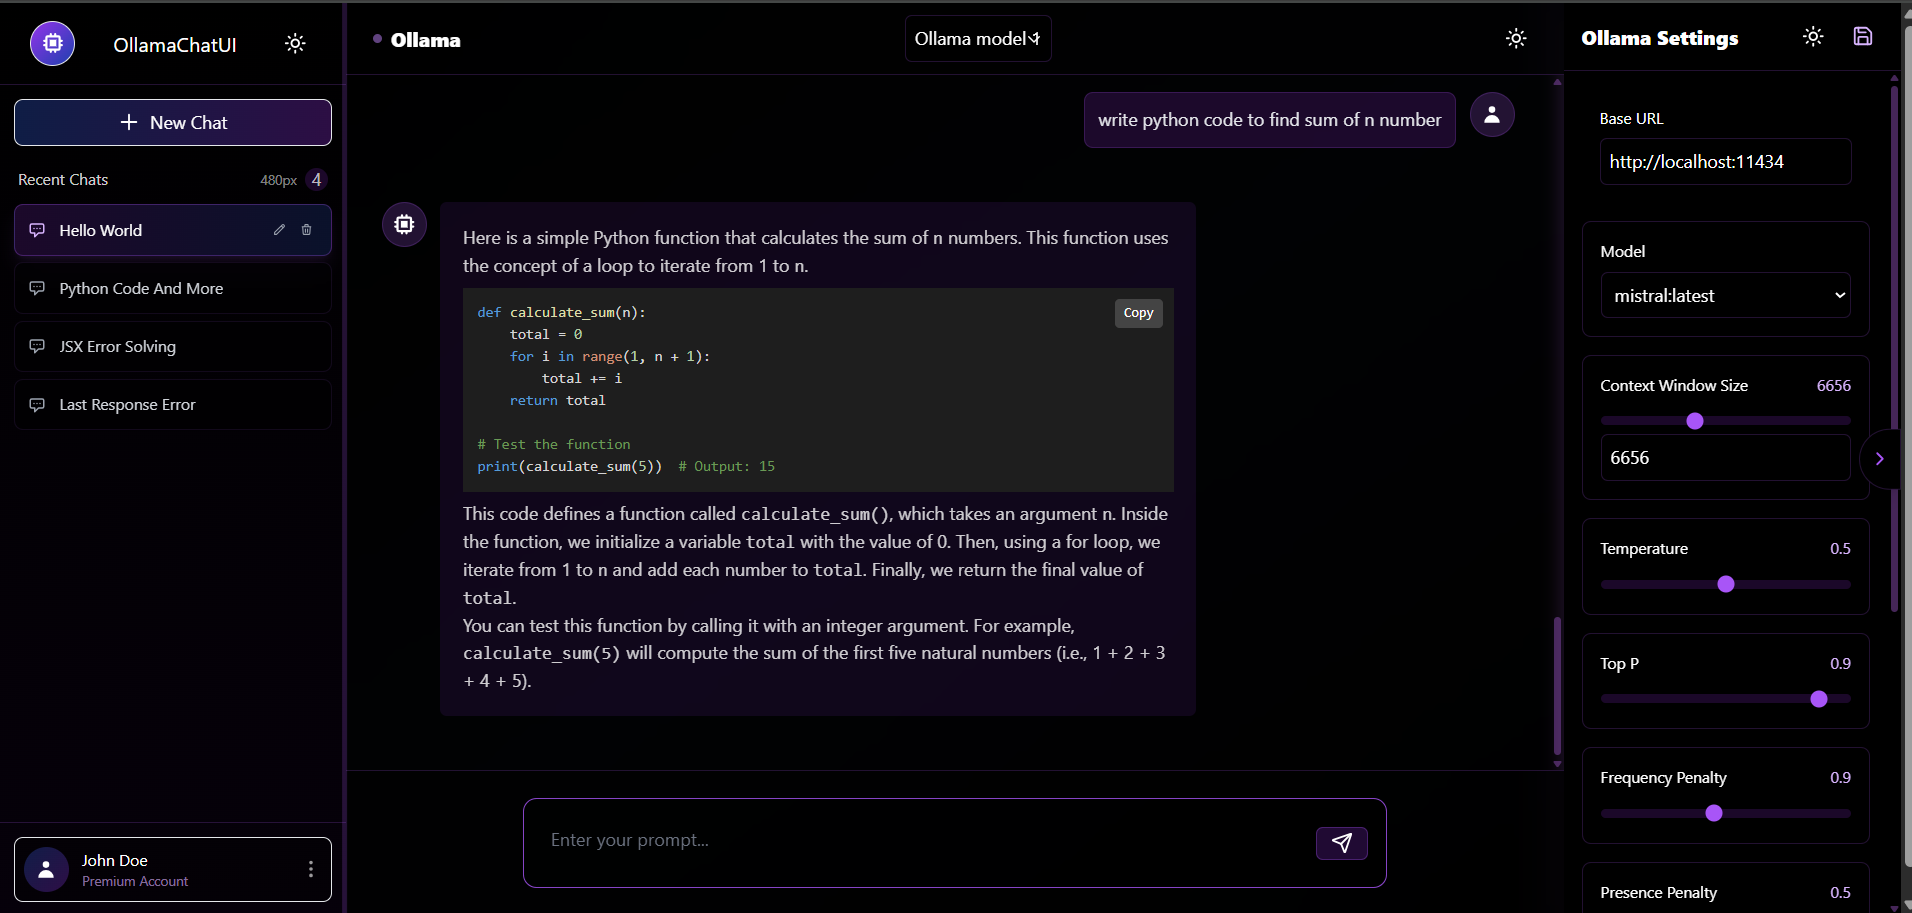 OllamaChatUI
+ New Chat
Recent Chats 480px 4
Hello World
Python Code And More
JSX Error Solving
Last Response Error
John Doe
Premium Account
Ollama
Ollama model 1
write python code to find sum of n number
Here is a simple Python function that calculates the sum of n numbers. This function uses
the concept of a loop to iterate from 1 to n.
Copy
def calculate_sum(n):
    total = 0
    for i in range(1, n + 1):
        total += i
    return total
# Test the function
print(calculate_sum(5))  # Output: 15
This code defines a function called calculate_sum(), which takes an argument n. Inside
the function, we initialize a variable total with the value of 0. Then, using a for loop, we
iterate from 1 to n and add each number to total. Finally, we return the final value of
total.
You can test this function by calling it with an integer argument. For example,
calculate_sum(5) will compute the sum of the first five natural numbers (i.e., 1 + 2 + 3
+ 4 + 5).
Enter your prompt...
Ollama Settings
Base URL
http://localhost:11434
Model
mistral:latest
Context Window Size 6656
6656
Temperature 0.5
Top P 0.9
Frequency Penalty 0.9
Presence Penalty 0.5